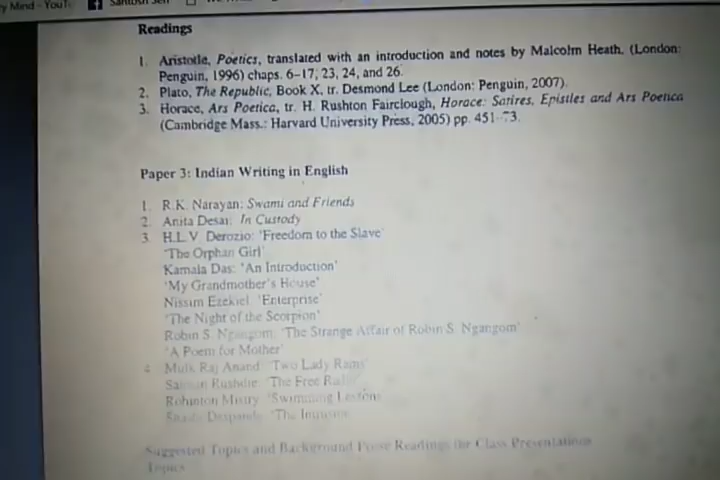 y Mind - YouT
Santosh Sen
Readings
1. Aristotle, Poetics, translated with an introduction and notes by Malcolm Heath, (London:
Penguin, 1996) chaps. 6–17, 23, 24, and 26.
2. Plato, The Republic, Book X, tr. Desmond Lee (London: Penguin, 2007).
3. Horace, Ars Poetica, tr. H. Rushton Fairclough, Horace: Satires, Epistles and Ars Poetica
(Cambridge Mass.: Harvard University Press, 2005) pp. 451–73.
Paper 3: Indian Writing in English
1. R.K. Narayan: Swami and Friends
2. Anita Desai: In Custody
3. H.L.V. Derozio: 'Freedom to the Slave'
'The Orphan Girl'
Kamala Das: 'An Introduction'
'My Grandmother's House'
Nissim Ezekiel: 'Enterprise'
'The Night of the Scorpion'
Robin S. Ngangom: 'The Strange Affair of Robin S. Ngangom'
'A Poem for Mother'
4. Mulk Raj Anand: 'Two Lady Rams'
Salman Rushdie: 'The Free Radio'
Rohinton Mistry: 'Swimming Lessons'
Shashi Despande: 'The Intrusion'
Suggested Topics and Background Prose Readings for Class Presentations
Topics